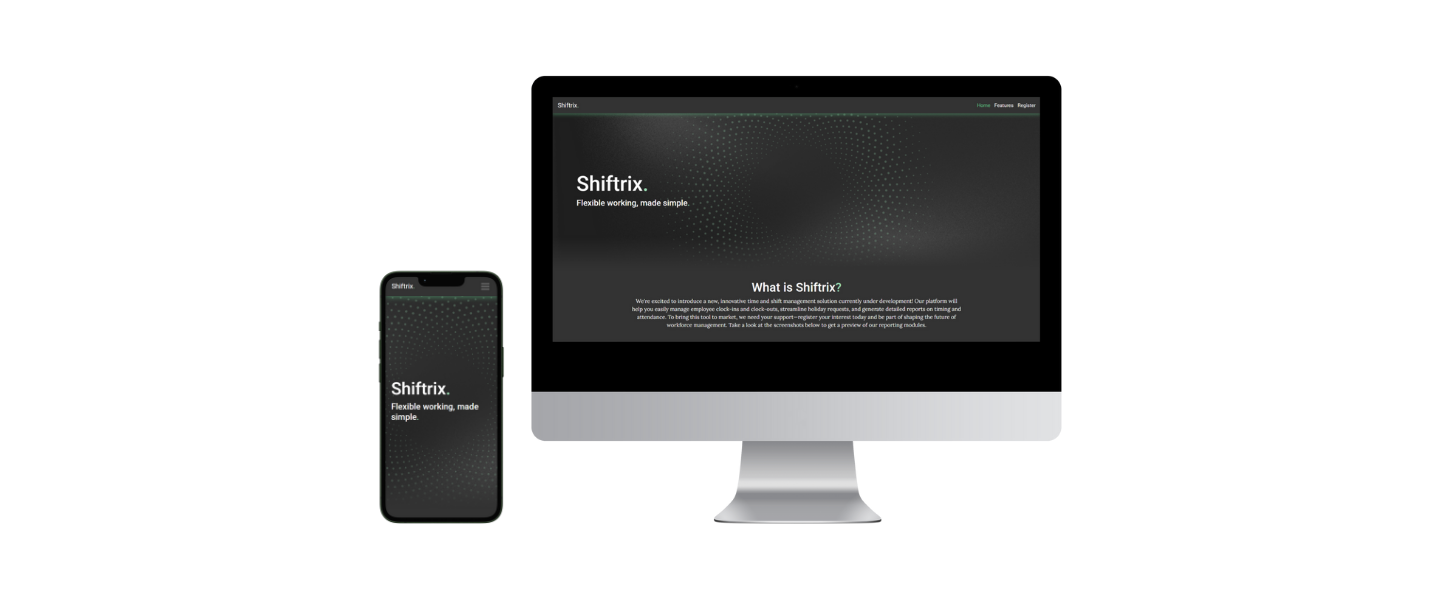 Shiftrix.
Home Features Register
Shiftrix.
Flexible working, made simple.
What is Shiftrix?
We're excited to introduce a new, innovative time and shift management solution currently under development! Our platform will
help you easily manage employee clock-ins and clock-outs, streamline holiday requests, and generate detailed reports on timing and
attendance. To bring this tool to market, we need your support—register your interest today and be part of shaping the future of
workforce management. Take a look at the screenshots below to get a preview of our reporting modules.
Shiftrix.
Shiftrix.
Flexible working, made
simple.